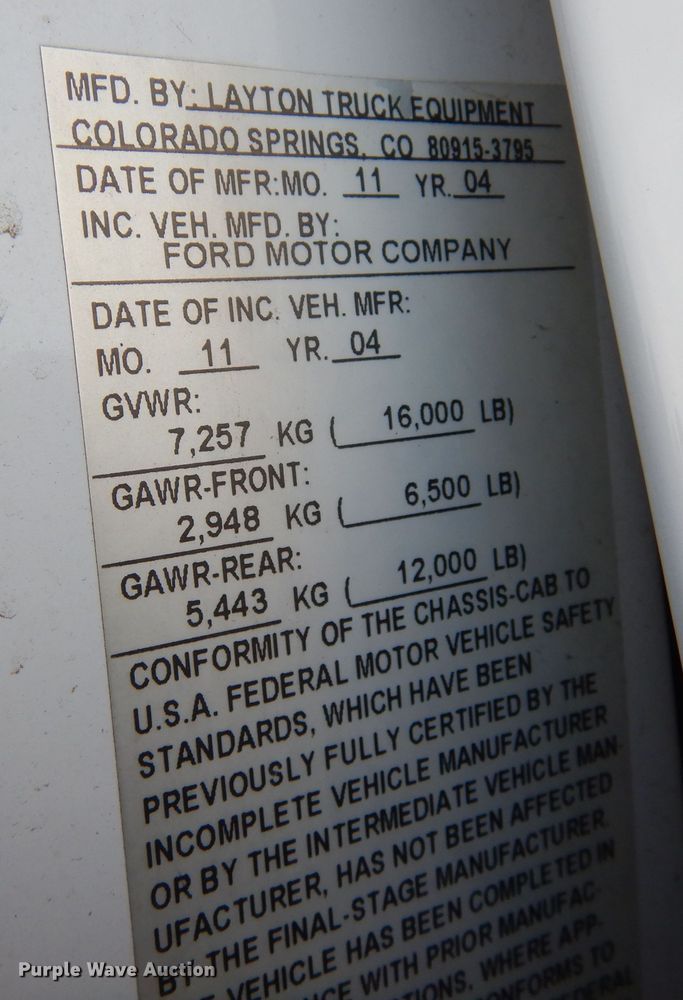 MFD. BY: LAYTON TRUCK EQUIPMENT
COLORADO SPRINGS, CO 80915-3795
DATE OF MFR: MO. 11 YR. 04
INC. VEH. MFD. BY:
FORD MOTOR COMPANY
DATE OF INC. VEH. MFR:
MO. 11 YR. 04
GVWR:
7,257 KG ( 16,000 LB)
GAWR-FRONT:
2,948 KG ( 6,500 LB)
GAWR-REAR:
5,443 KG ( 12,000 LB)
CONFORMITY OF THE CHASSIS-CAB TO
U.S.A. FEDERAL MOTOR VEHICLE SAFETY
STANDARDS, WHICH HAVE BEEN
PREVIOUSLY FULLY CERTIFIED BY THE
INCOMPLETE VEHICLE MANUFACTURER
OR BY THE INTERMEDIATE VEHICLE MAN-
UFACTURER, HAS NOT BEEN AFFECTED
BY THE FINAL-STAGE MANUFACTURER.
VEHICLE HAS BEEN COMPLETED IN
WITH PRIOR MANUFAC-
WHERE APP-
TO
Purple Wave Auction